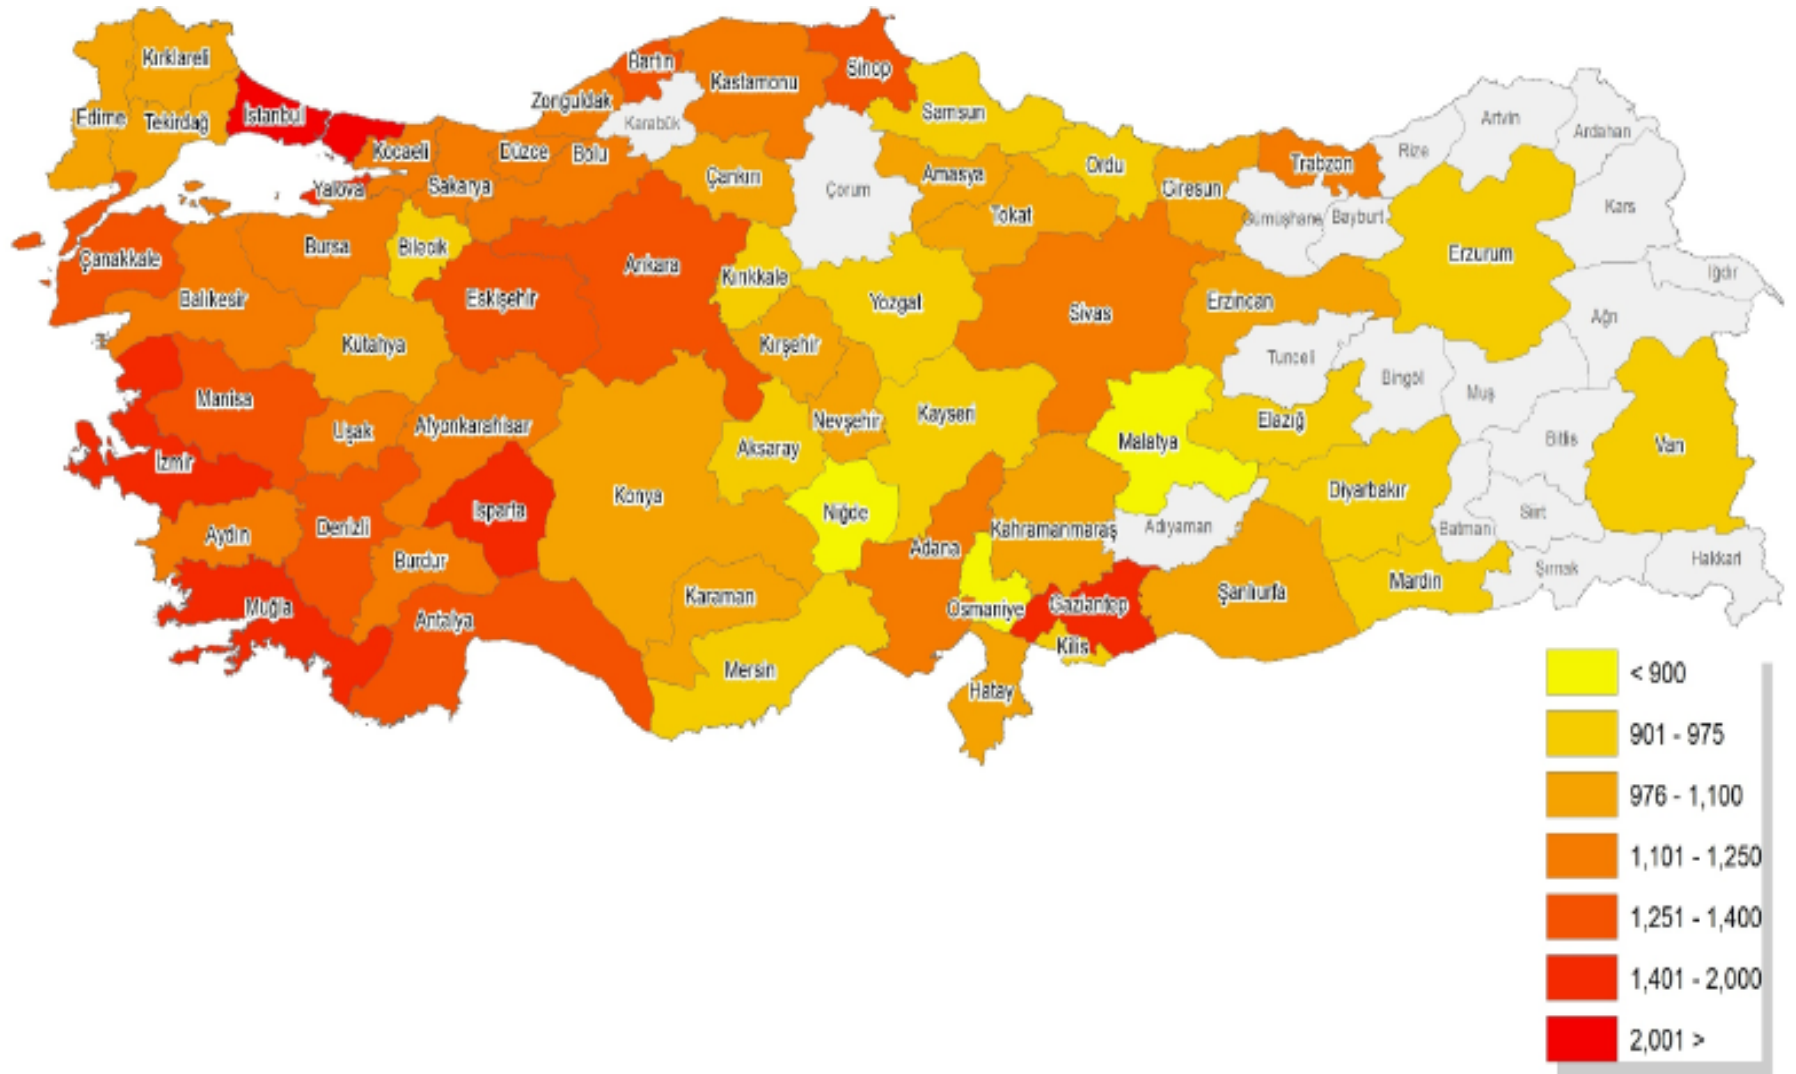 Kırklareli
Edirne
Tekirdağ
İstanbul
Kocaeli
Yalova
Sakarya
Düzce
Bolu
Zonguldak
Bartın
Karabük
Kastamonu
Sinop
Samsun
Çankırı
Çorum
Amasya
Tokat
Ordu
Giresun
Trabzon
Rize
Artvin
Ardahan
Kars
Gümüşhane
Bayburt
Erzurum
Iğdır
Ağrı
Çanakkale
Balıkesir
Bursa
Bilecik
Eskişehir
Ankara
Kırıkkale
Yozgat
Sivas
Erzincan
Kütahya
Kırşehir
Tunceli
Bingöl
Muş
Manisa
Uşak
Afyonkarahisar
Nevşehir
Kayseri
Malatya
Elazığ
Bitlis
Van
İzmir
Aksaray
Konya
Isparta
Niğde
Diyarbakır
Aydın
Denizli
Burdur
Adana
Kahramanmaraş
Adıyaman
Batman
Siirt
Şırnak
Hakkari
Muğla
Antalya
Karaman
Osmaniye
Gaziantep
Şanlıurfa
Mardin
Mersin
Kilis
Hatay
< 900
901 - 975
976 - 1,100
1,101 - 1,250
1,251 - 1,400
1,401 - 2,000
2,001 >